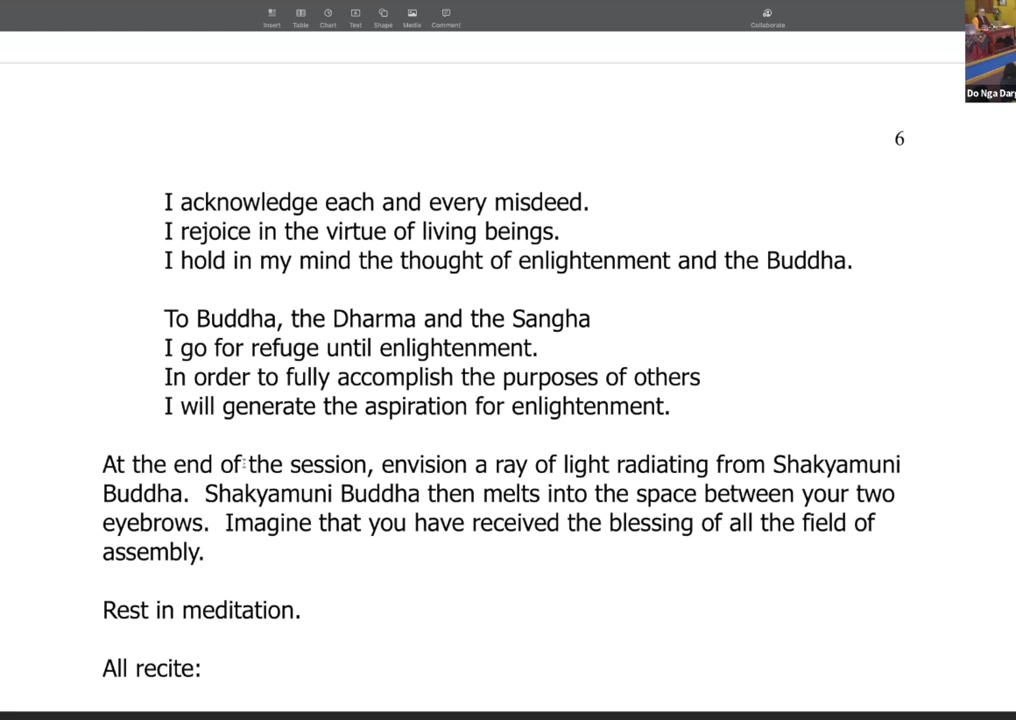 Insert Table Chart Text Shape Media Comment Collaborate
Do Nga Dar
6
I acknowledge each and every misdeed.
I rejoice in the virtue of living beings.
I hold in my mind the thought of enlightenment and the Buddha.
To Buddha, the Dharma and the Sangha
I go for refuge until enlightenment.
In order to fully accomplish the purposes of others
I will generate the aspiration for enlightenment.
At the end of the session, envision a ray of light radiating from Shakyamuni
Buddha. Shakyamuni Buddha then melts into the space between your two
eyebrows. Imagine that you have received the blessing of all the field of
assembly.
Rest in meditation.
All recite: